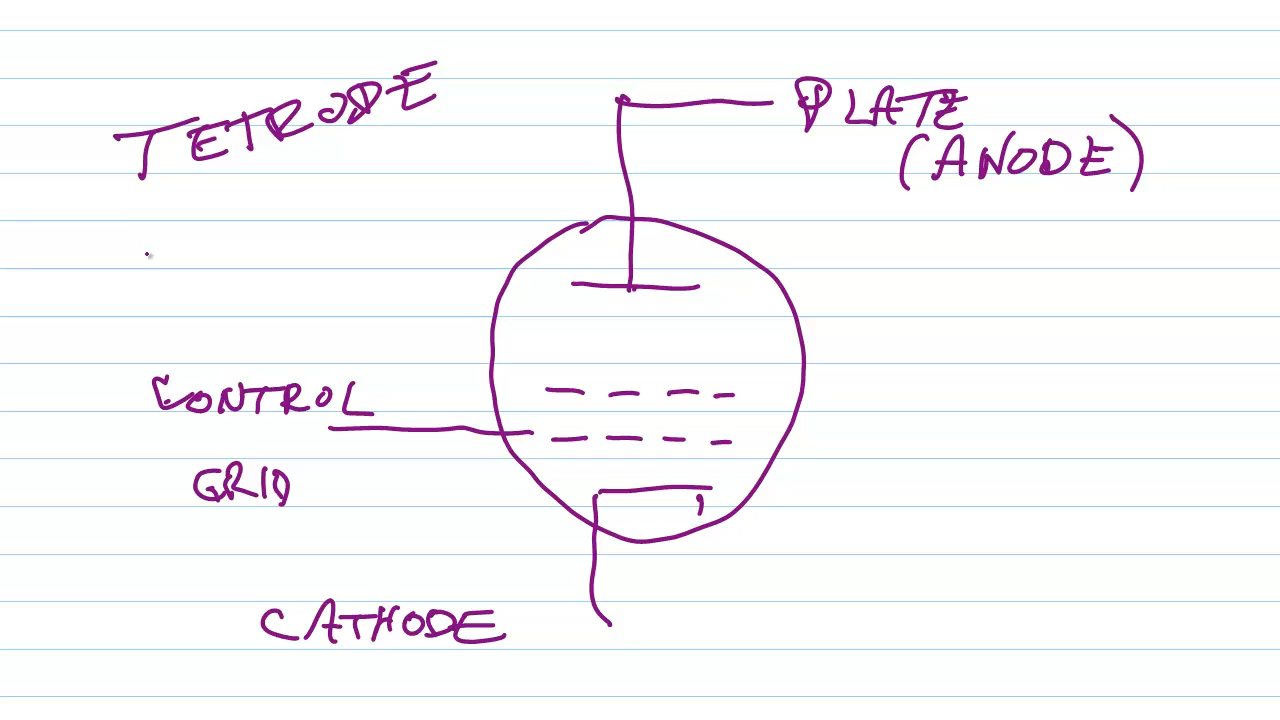 TETRODE
PLATE
(ANODE)
CONTROL
GRID
CATHODE